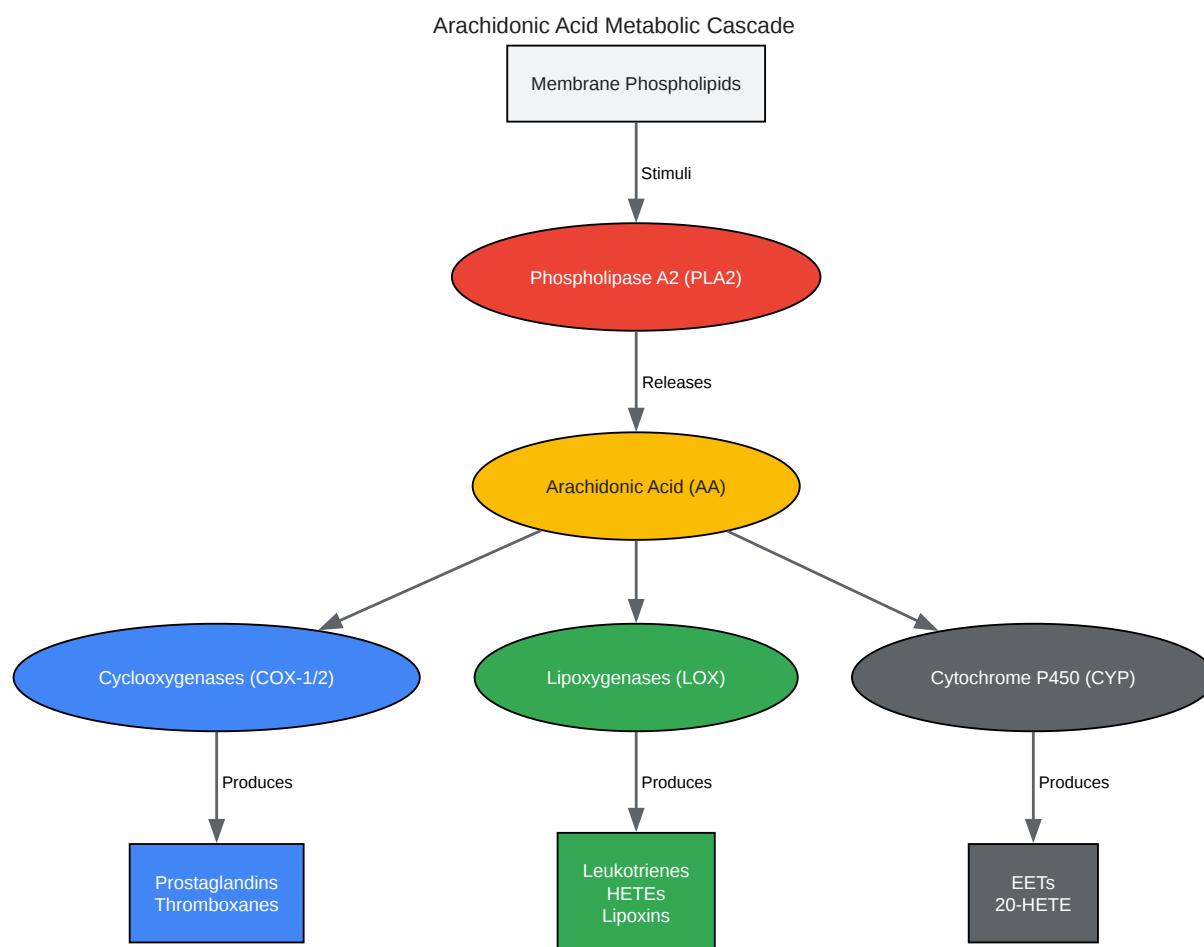 Arachidonic Acid Metabolic Cascade
Membrane Phospholipids
Stimuli
Phospholipase A2 (PLA2)
Releases
Arachidonic Acid (AA)
Cyclooxygenases (COX-1/2)
Lipoxygenases (LOX)
Cytochrome P450 (CYP)
Produces
Produces
Produces
Prostaglandins
Thromboxanes
Leukotrienes
HETEs
Lipoxins
EETs
20-HETE